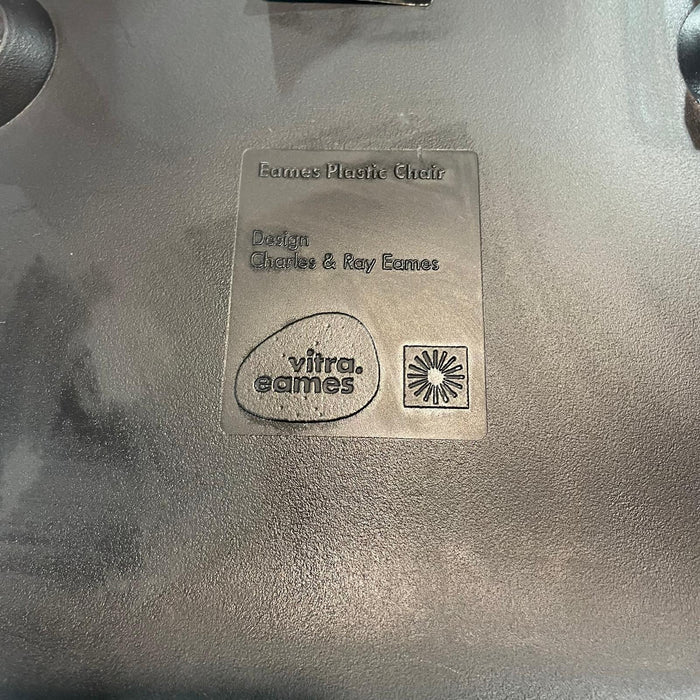 Eames Plastic Chair
Design
Charles & Ray Eames
vitra.
eames